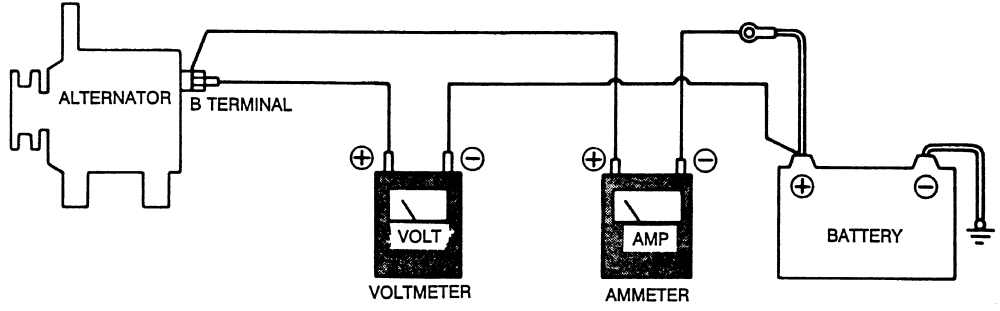 ALTERNATOR
B TERMINAL
+
−
+
−
+
−
VOLT
AMP
BATTERY
VOLTMETER
AMMETER